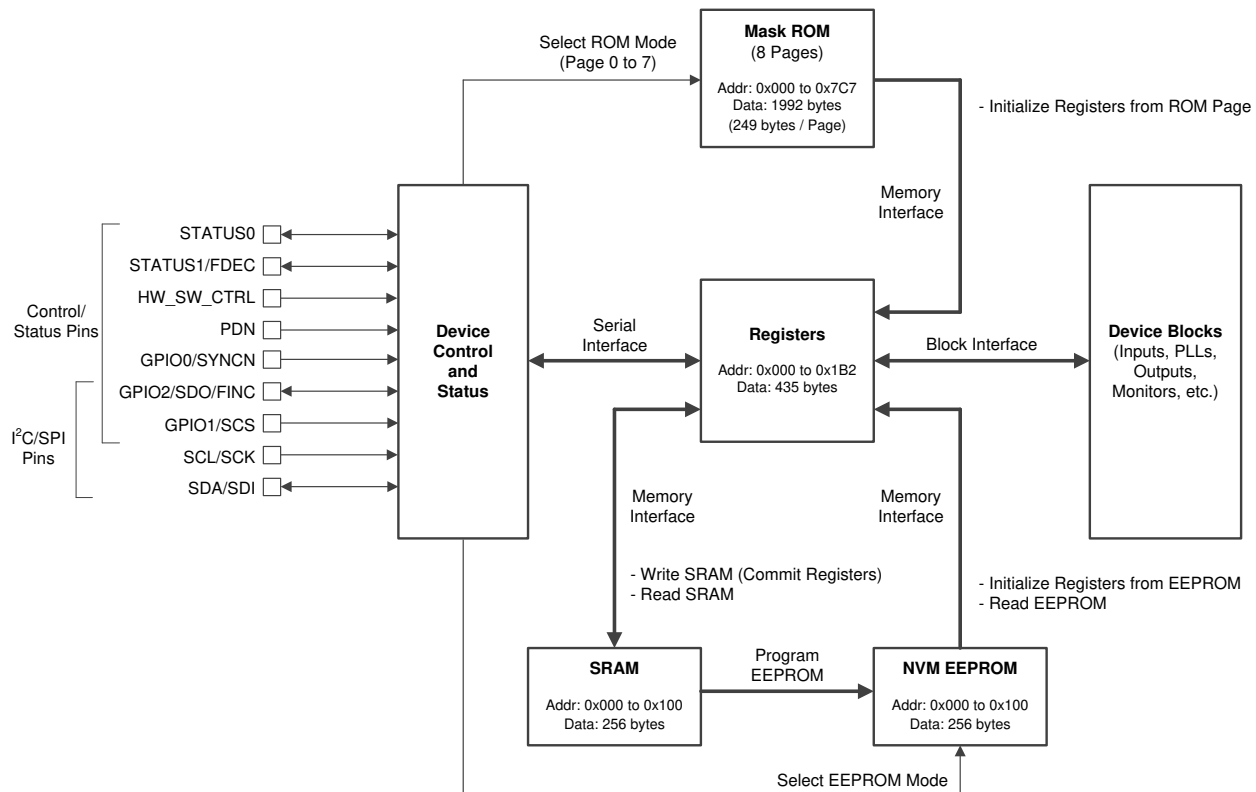 Mask ROM
(8 Pages)
Addr: 0x000 to 0x7C7
Data: 1992 bytes
(249 bytes / Page)
Select ROM Mode
(Page 0 to 7)
- Initialize Registers from ROM Page
Memory
Interface
Control/
Status Pins
I²C/SPI
Pins
STATUS0
STATUS1/FDEC
HW_SW_CTRL
PDN
GPIO0/SYNCN
GPIO2/SDO/FINC
GPIO1/SCS
SCL/SCK
SDA/SDI
Device
Control
and
Status
Serial
Interface
Registers
Addr: 0x000 to 0x1B2
Data: 435 bytes
Block Interface
Device Blocks
(Inputs, PLLs,
Outputs,
Monitors, etc.)
Memory
Interface
- Write SRAM (Commit Registers)
- Read SRAM
Memory
Interface
- Initialize Registers from EEPROM
- Read EEPROM
SRAM
Addr: 0x000 to 0x100
Data: 256 bytes
Program
EEPROM
NVM EEPROM
Addr: 0x000 to 0x100
Data: 256 bytes
Select EEPROM Mode